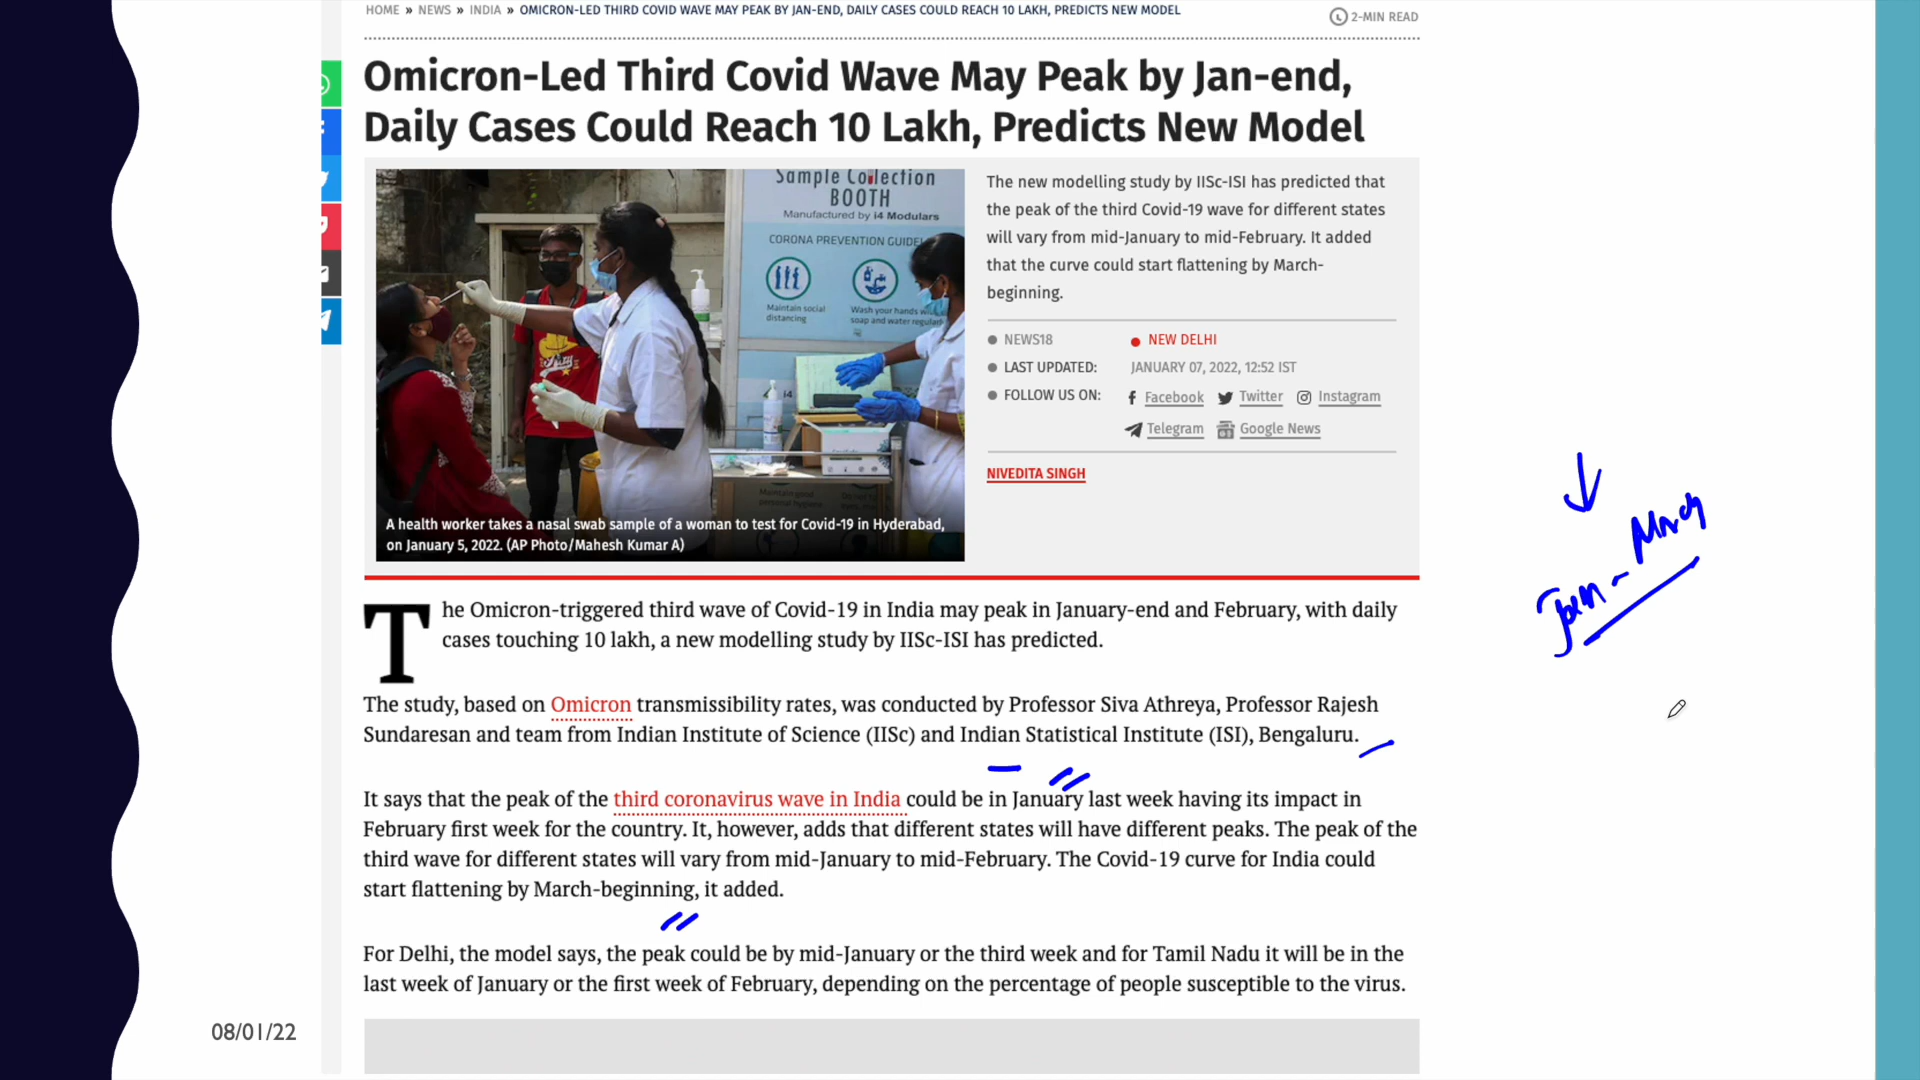 HOME » NEWS » INDIA » OMICRON-LED THIRD COVID WAVE MAY PEAK BY JAN-END, DAILY CASES COULD REACH 10 LAKH, PREDICTS NEW MODEL
2-MIN READ
Omicron-Led Third Covid Wave May Peak by Jan-end,
Daily Cases Could Reach 10 Lakh, Predicts New Model
Sample Collection
BOOTH
Manufactured by i4 Modulars
CORONA PREVENTION GUIDEL
Maintain social
distancing
Wash your hands
soap and water regular
i4
A health worker takes a nasal swab sample of a woman to test for Covid-19 in Hyderabad,
on January 5, 2022. (AP Photo/Mahesh Kumar A)
The new modelling study by IISc-ISI has predicted that
the peak of the third Covid-19 wave for different states
will vary from mid-January to mid-February. It added
that the curve could start flattening by March-
beginning.
NEWS18
NEW DELHI
LAST UPDATED: JANUARY 07, 2022, 12:52 IST
FOLLOW US ON: Facebook Twitter Instagram
Telegram Google News
NIVEDITA SINGH
Jan - March
The Omicron-triggered third wave of Covid-19 in India may peak in January-end and February, with daily
cases touching 10 lakh, a new modelling study by IISc-ISI has predicted.
The study, based on Omicron transmissibility rates, was conducted by Professor Siva Athreya, Professor Rajesh
Sundaresan and team from Indian Institute of Science (IISc) and Indian Statistical Institute (ISI), Bengaluru.
It says that the peak of the third coronavirus wave in India could be in January last week having its impact in
February first week for the country. It, however, adds that different states will have different peaks. The peak of the
third wave for different states will vary from mid-January to mid-February. The Covid-19 curve for India could
start flattening by March-beginning, it added.
For Delhi, the model says, the peak could be by mid-January or the third week and for Tamil Nadu it will be in the
last week of January or the first week of February, depending on the percentage of people susceptible to the virus.
08/01/22